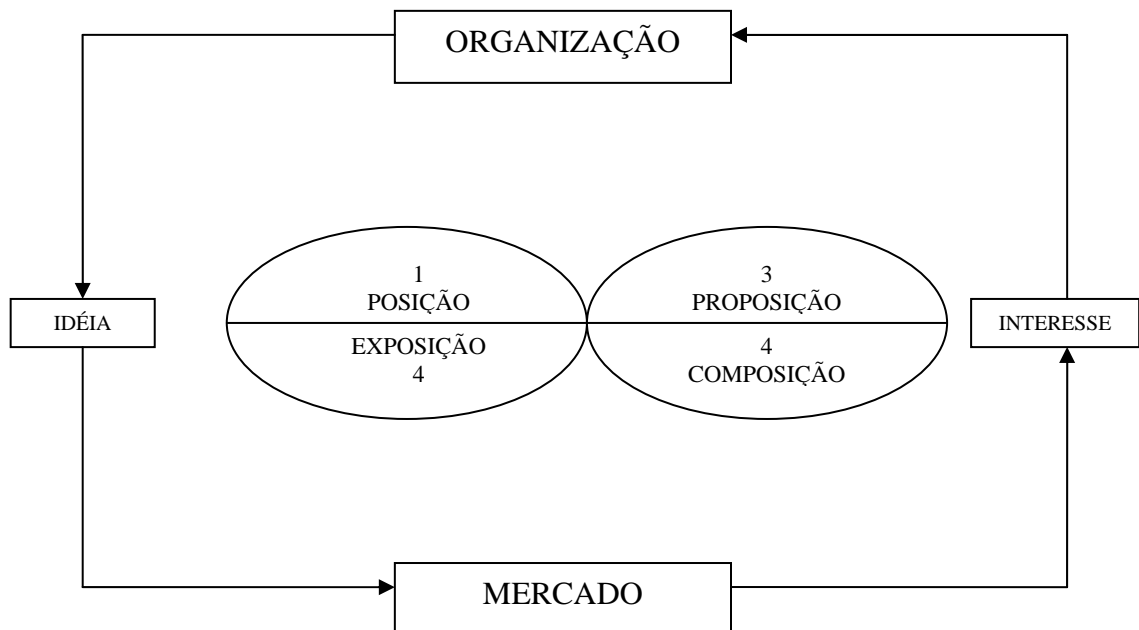 ORGANIZAÇÃO
1
POSIÇÃO
3
PROPOSIÇÃO
IDÉIA
INTERESSE
EXPOSIÇÃO
4
4
COMPOSIÇÃO
MERCADO